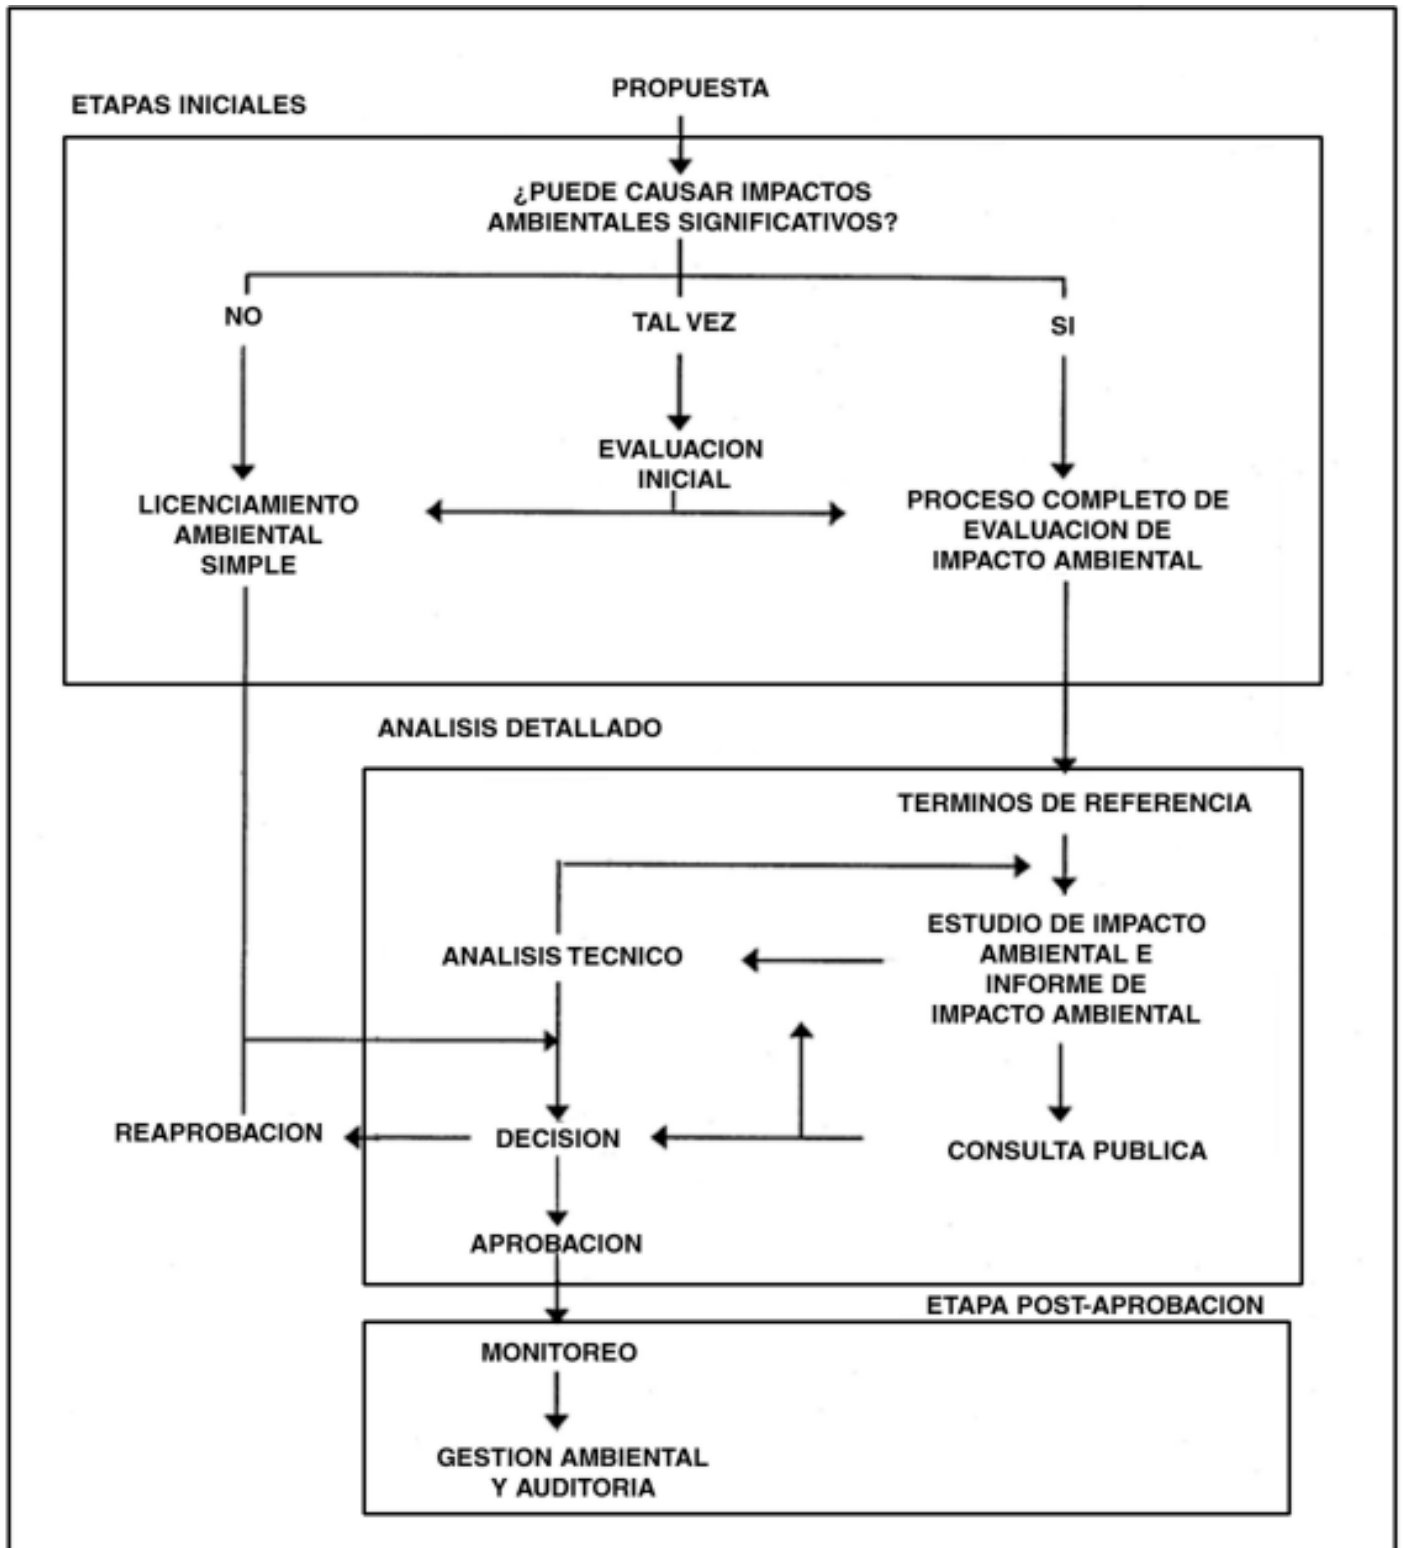 PROPUESTA
ETAPAS INICIALES
¿PUEDE CAUSAR IMPACTOS
AMBIENTALES SIGNIFICATIVOS?
NO
TAL VEZ
SI
EVALUACION
INICIAL
LICENCIAMIENTO
AMBIENTAL
SIMPLE
PROCESO COMPLETO DE
EVALUACION DE
IMPACTO AMBIENTAL
ANALISIS DETALLADO
TERMINOS DE REFERENCIA
ESTUDIO DE IMPACTO
AMBIENTAL E
INFORME DE
IMPACTO AMBIENTAL
ANALISIS TECNICO
REAPROBACION
DECISION
CONSULTA PUBLICA
APROBACION
ETAPA POST-APROBACION
MONITOREO
GESTION AMBIENTAL
Y AUDITORIA